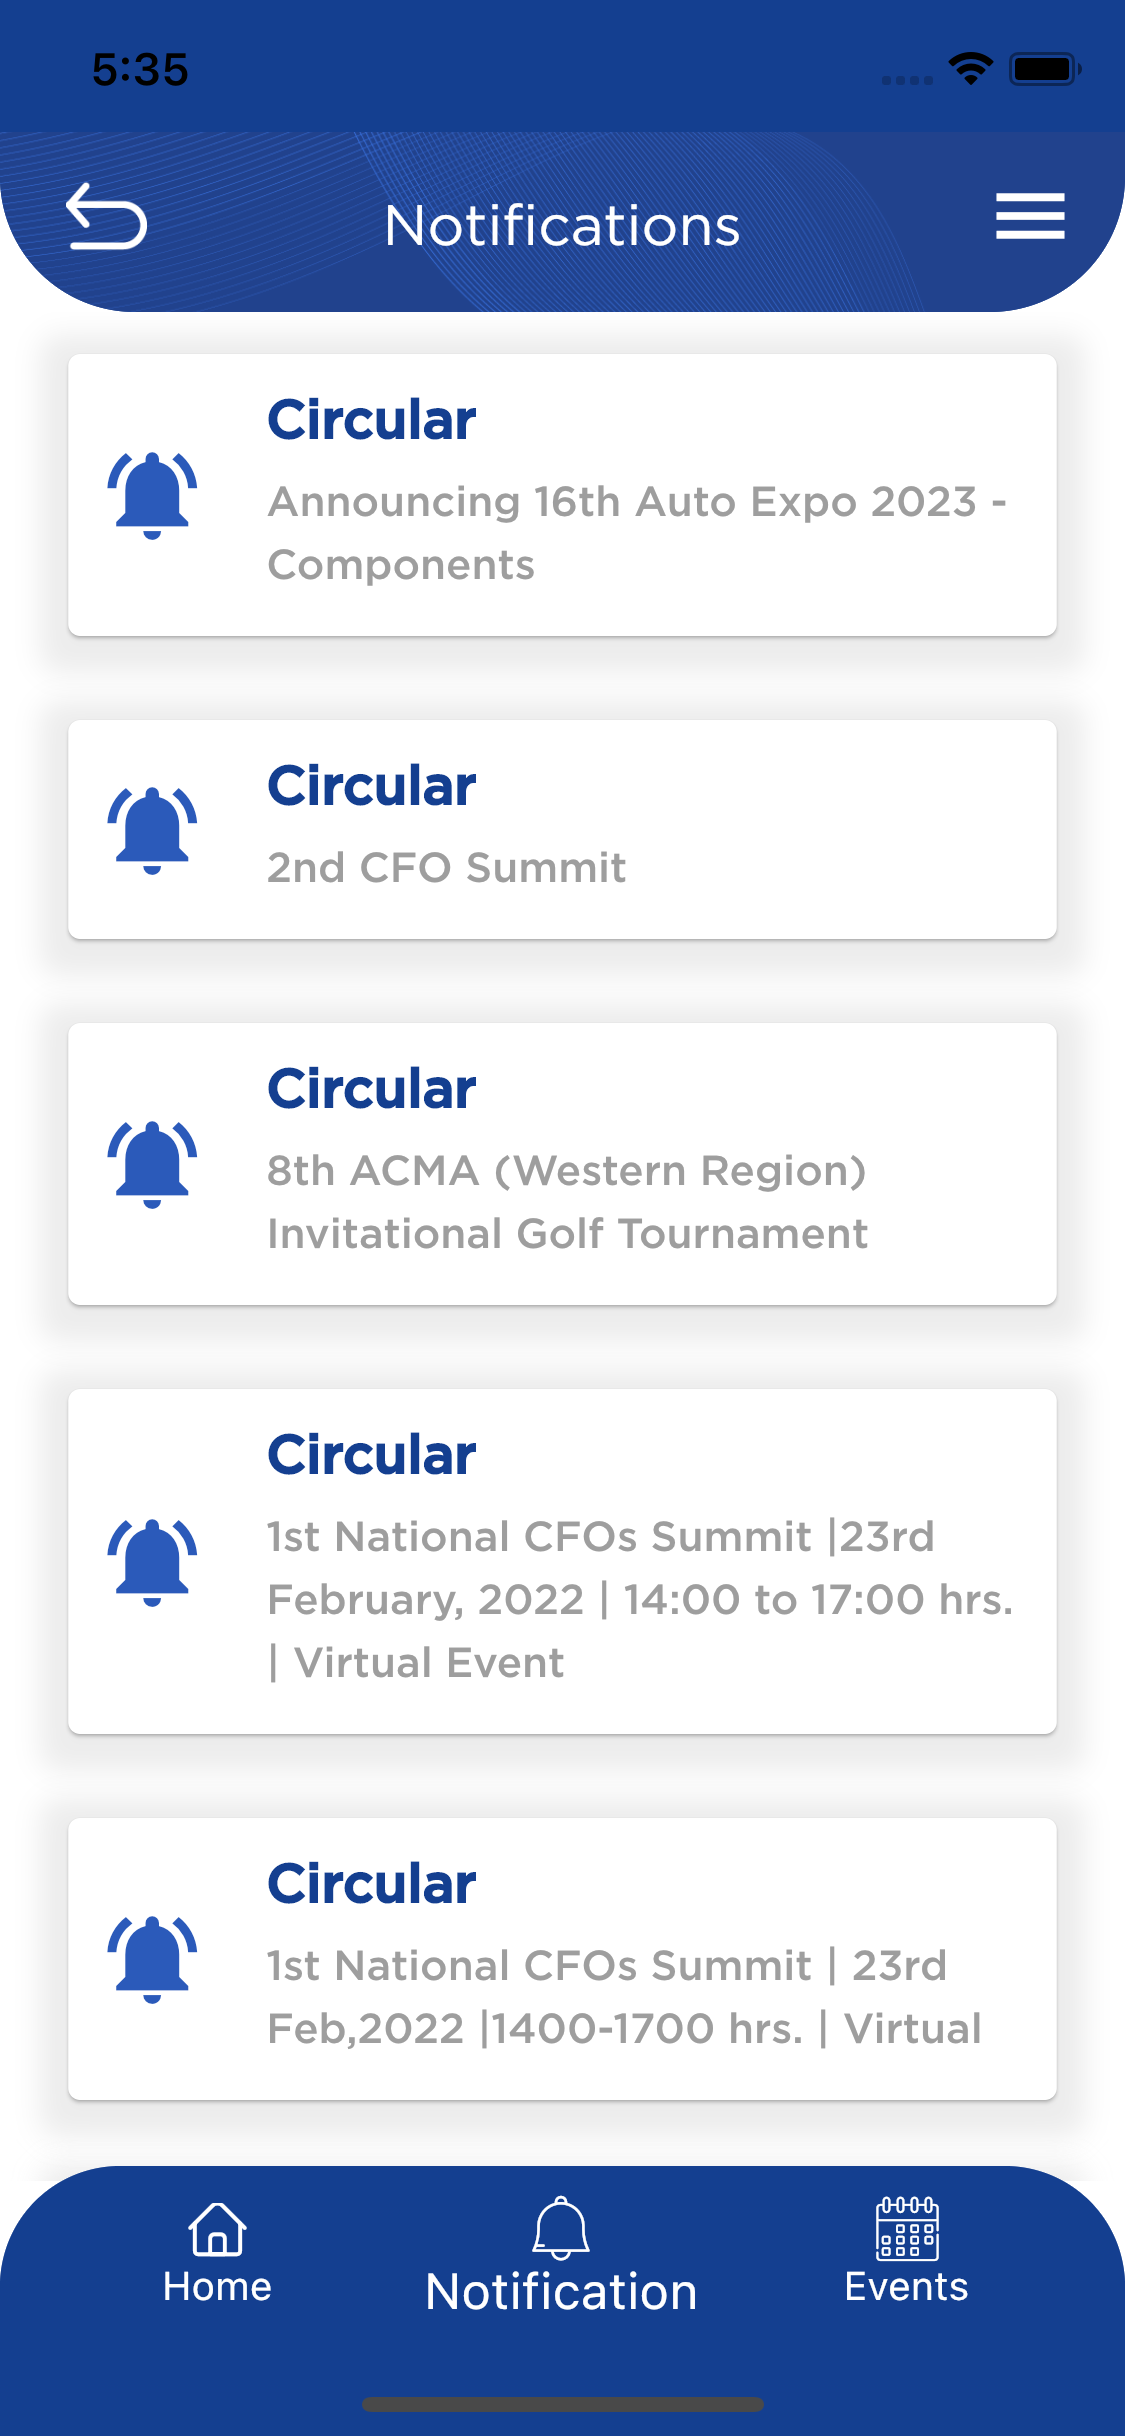 5:35
Notifications
Circular
Announcing 16th Auto Expo 2023 -
Components
Circular
2nd CFO Summit
Circular
8th ACMA (Western Region)
Invitational Golf Tournament
Circular
1st National CFOs Summit |23rd
February, 2022 | 14:00 to 17:00 hrs.
| Virtual Event
Circular
1st National CFOs Summit | 23rd
Feb,2022 |1400-1700 hrs. | Virtual
Home
Notification
Events